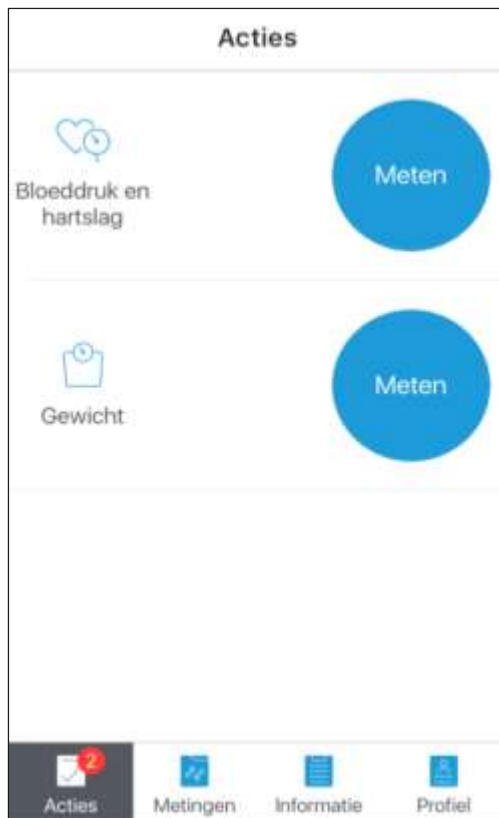 Acties
Bloeddruk en
hartslag
Meten
Gewicht
Meten
2
Acties
Metingen
Informatie
Profiel